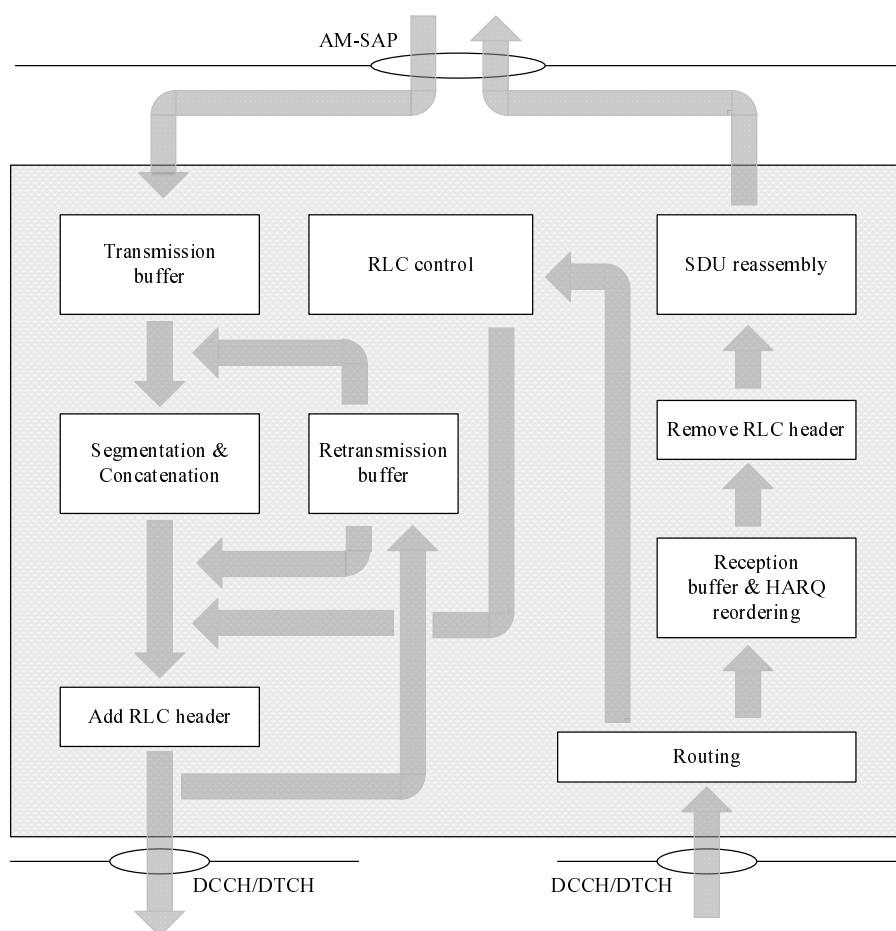 AM-SAP
Transmission
buffer
RLC control
SDU reassembly
Segmentation &
Concatenation
Retransmission
buffer
Remove RLC header
Reception
buffer & HARQ
reordering
Add RLC header
Routing
DCCH/DTCH
DCCH/DTCH